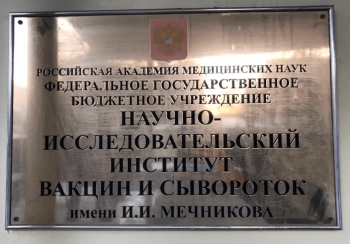 РОССИЙСКАЯ АКАДЕМИЯ МЕДИЦИНСКИХ НАУК
ФЕДЕРАЛЬНОЕ ГОСУДАРСТВЕННОЕ
БЮДЖЕТНОЕ УЧРЕЖДЕНИЕ
НАУЧНО-
ИССЛЕДОВАТЕЛЬСКИЙ
ИНСТИТУТ
ВАКЦИН И СЫВОРОТОК
имени И.И. МЕЧНИКОВА